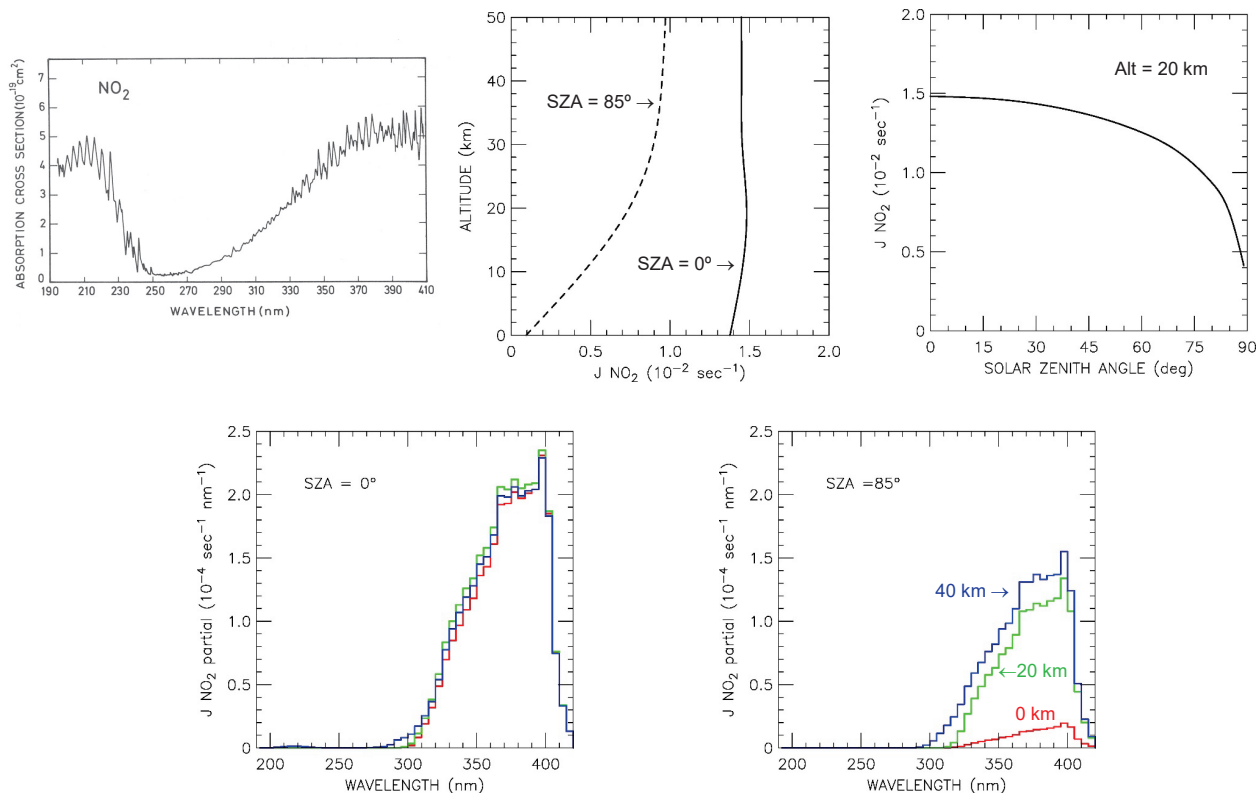 ABSORPTION CROSS SECTION(10⁻¹⁹cm²)
7
6
5
4
3
2
1
0
NO₂
190 210 230 250 270 290 310 330 350 370 390 410
WAVELENGTH (nm)
ALTITUDE (km)
50
40
30
20
10
0
SZA = 85º →
SZA = 0º →
0 0.5 1.0 1.5 2.0
J NO₂ (10⁻² sec⁻¹)
J NO₂ (10⁻² sec⁻¹)
2.0
1.5
1.0
0.5
0
Alt = 20 km
0 15 30 45 60 75 90
SOLAR ZENITH ANGLE (deg)
J NO₂ partial (10⁻⁴ sec⁻¹ nm⁻¹)
2.5
2.0
1.5
1.0
0.5
0
SZA = 0°
200 250 300 350 400
WAVELENGTH (nm)
J NO₂ partial (10⁻⁴ sec⁻¹ nm⁻¹)
2.5
2.0
1.5
1.0
0.5
0
SZA =85°
40 km →
←20 km
0 km
200 250 300 350 400
WAVELENGTH (nm)